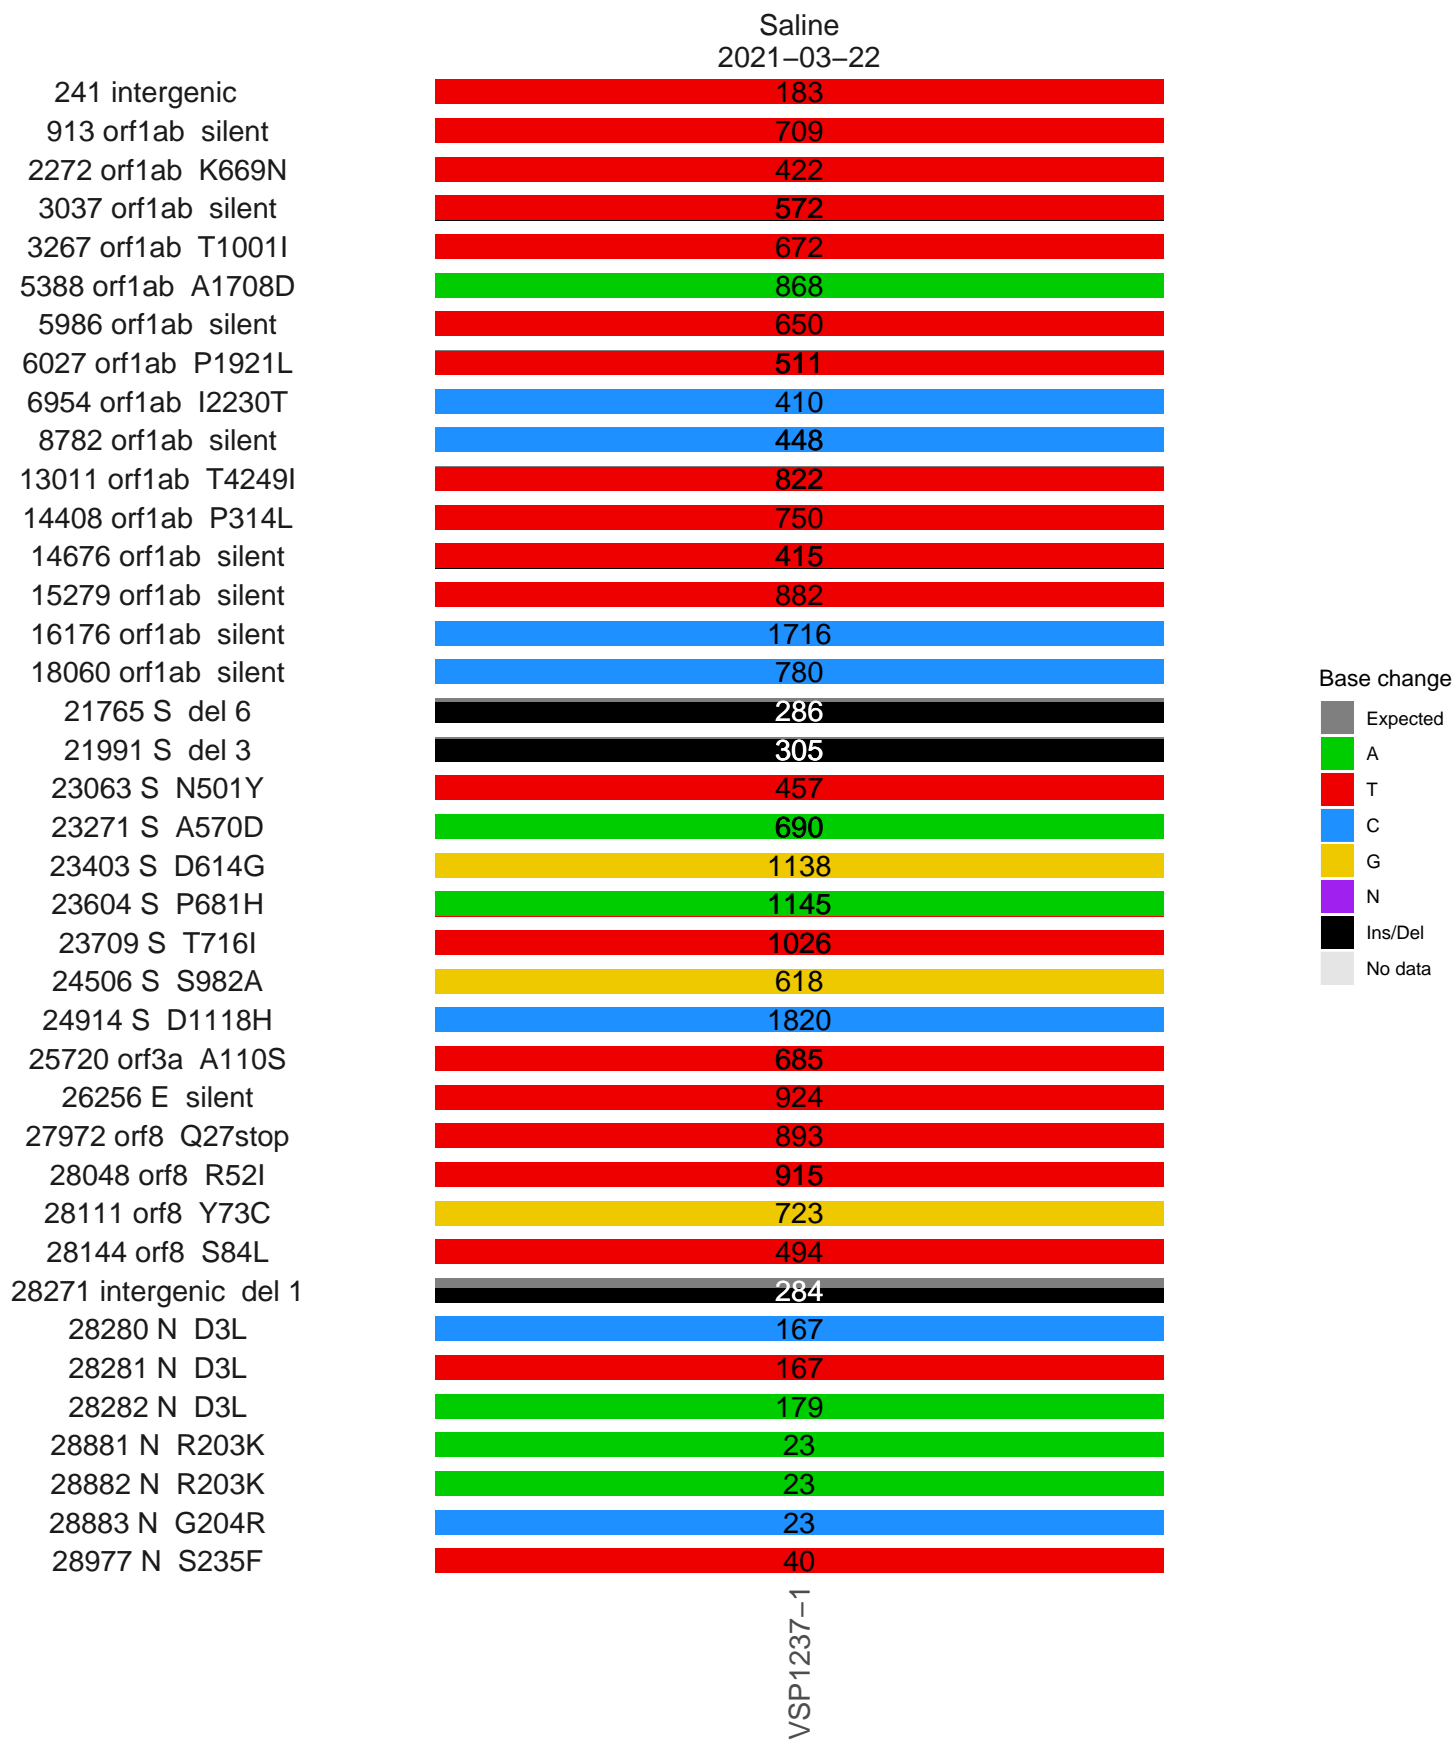 Saline
2021−03−22
241 intergenic 183
913 orf1ab silent 709
2272 orf1ab K669N 422
3037 orf1ab silent 572
3267 orf1ab T1001I 672
5388 orf1ab A1708D 868
5986 orf1ab silent 650
6027 orf1ab P1921L 511
6954 orf1ab I2230T 410
8782 orf1ab silent 448
13011 orf1ab T4249I 822
14408 orf1ab P314L 750
14676 orf1ab silent 415
15279 orf1ab silent 882
16176 orf1ab silent 1716
18060 orf1ab silent 780
21765 S del 6 286
21991 S del 3 305
23063 S N501Y 457
23271 S A570D 690
23403 S D614G 1138
23604 S P681H 1145
23709 S T716I 1026
24506 S S982A 618
24914 S D1118H 1820
25720 orf3a A110S 685
26256 E silent 924
27972 orf8 Q27stop 893
28048 orf8 R52I 915
28111 orf8 Y73C 723
28144 orf8 S84L 494
28271 intergenic del 1 284
28280 N D3L 167
28281 N D3L 167
28282 N D3L 179
28881 N R203K 23
28882 N R203K 23
28883 N G204R 23
28977 N S235F 40
VSP1237−1
Base change
Expected
A
T
C
G
N
Ins/Del
No data